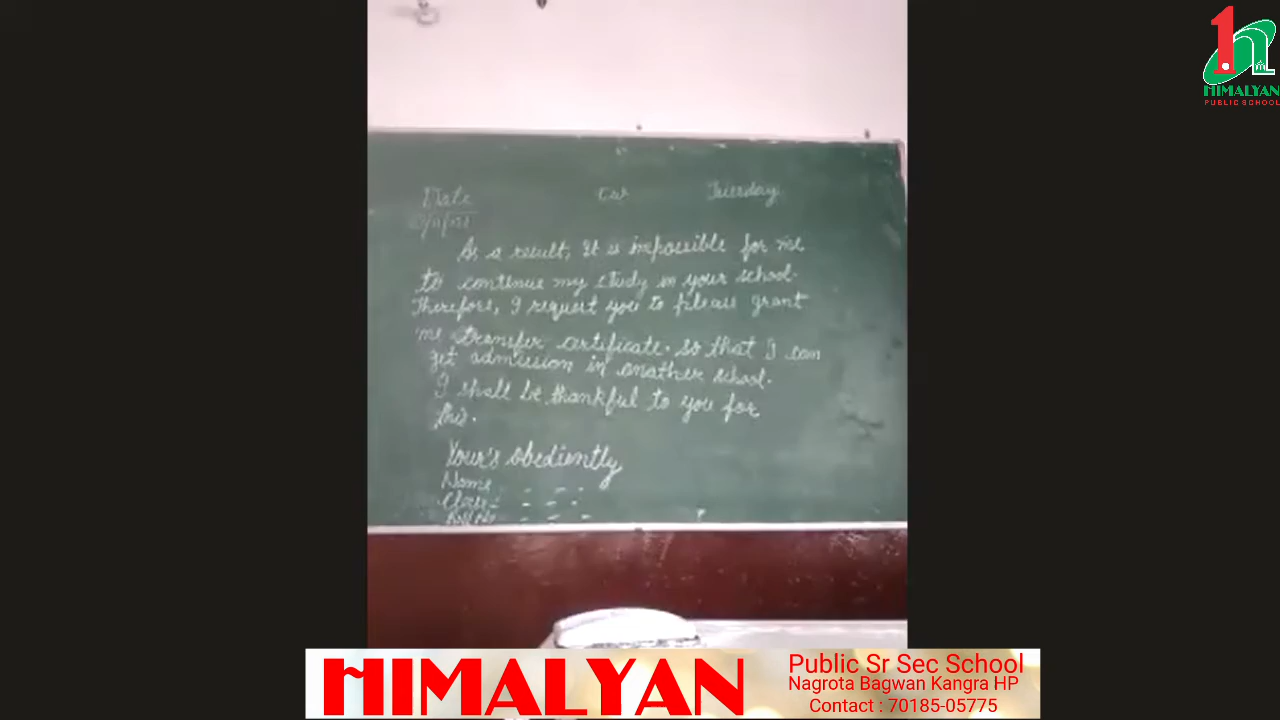 HIMALYAN
PUBLIC SCHOOL
Date Tuesday
As a result, It is impossible for me
to continue my study in your school.
Therefore, I request you to please grant
me transfer certificate. so that I can
get admission in another school.
I shall be thankful to you for
this.
Your's obediently
Name - - -
Class - - - -
Roll No - - -
HIMALYAN
Public Sr Sec School
Nagrota Bagwan Kangra HP
Contact : 70185-05775